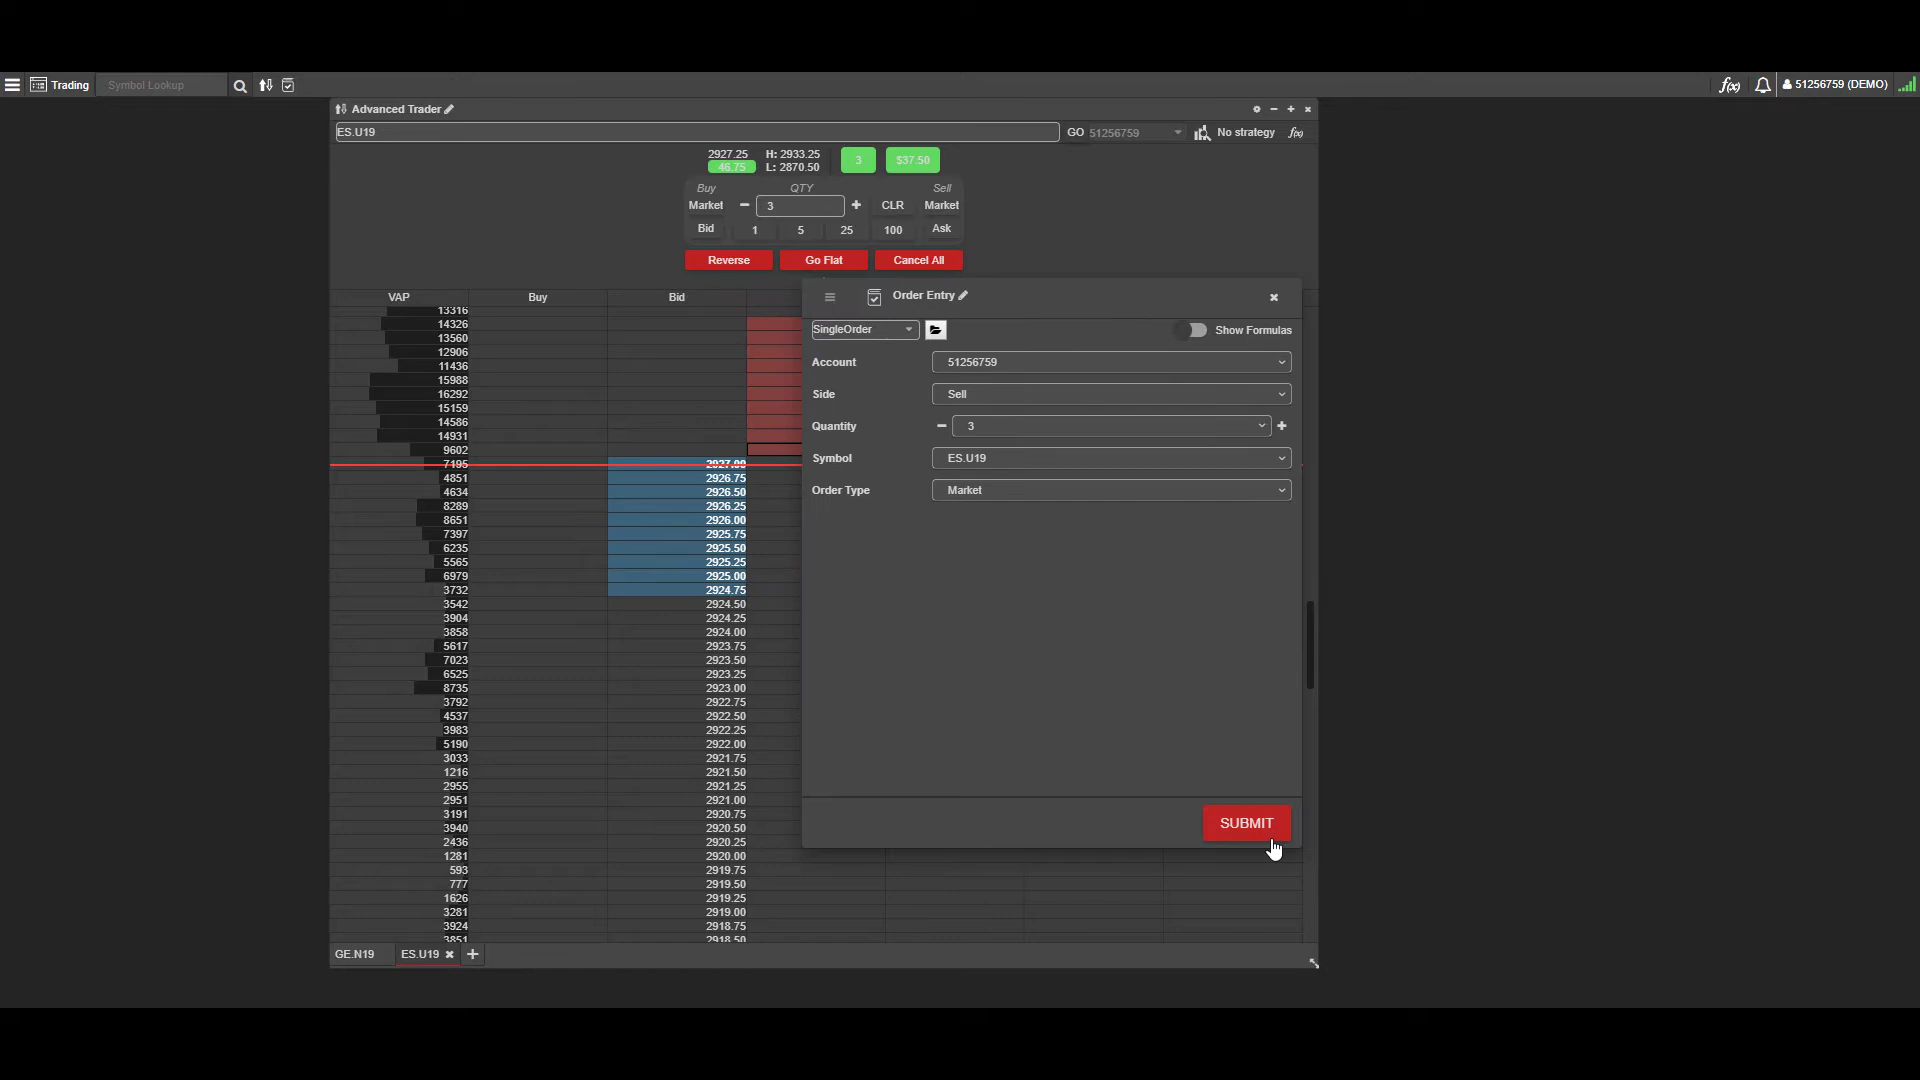 Trading Symbol Lookup f(x) 51256759 (DEMO)
Advanced Trader
ES.U19 GO 51256759 No strategy f(x)
2927.25 H: 2933.25 3 $37.50
46.75 L: 2870.50
Buy QTY Sell
Market 3 CLR Market
Bid 1 5 25 100 Ask
Reverse Go Flat Cancel All
VAP Buy Bid
Order Entry
SingleOrder Show Formulas
Account 51256759
Side Sell
Quantity 3
Symbol ES.U19
Order Type Market
SUBMIT
13316
14326
13560
12906
11436
15988
16292
15159
14586
14931
9602
7195 2927.00
4851 2926.75
4634 2926.50
8289 2926.25
8651 2926.00
7397 2925.75
6235 2925.50
5565 2925.25
6979 2925.00
3732 2924.75
3542 2924.50
3904 2924.25
3858 2924.00
5617 2923.75
7023 2923.50
6525 2923.25
8735 2923.00
3792 2922.75
4537 2922.50
3983 2922.25
5190 2922.00
3033 2921.75
1216 2921.50
2955 2921.25
2951 2921.00
3191 2920.75
3940 2920.50
2436 2920.25
1281 2920.00
593 2919.75
777 2919.50
1626 2919.25
3281 2919.00
3924 2918.75
3851 2918.50
GE.N19 ES.U19